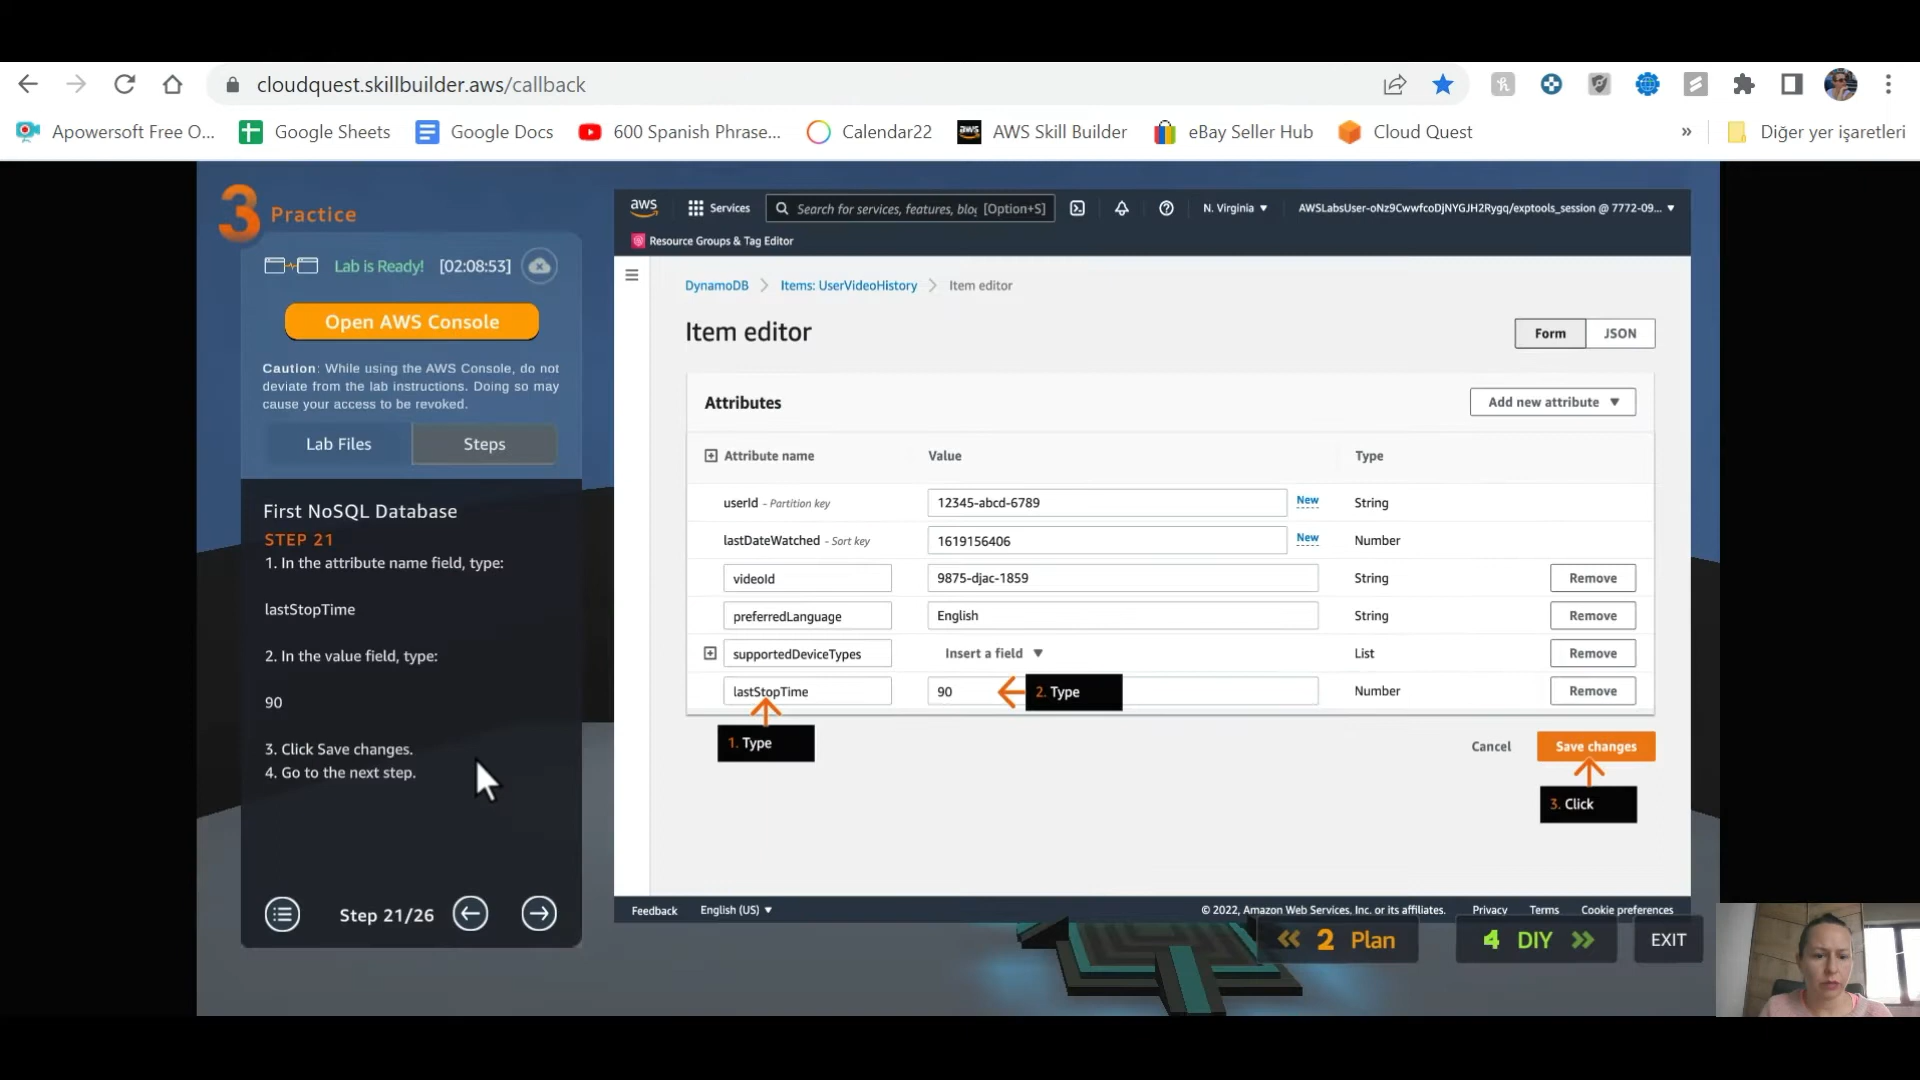 cloudquest.skillbuilder.aws/callback
Apowersoft Free O...
Google Sheets
Google Docs
600 Spanish Phrase...
Calendar22
aws
AWS Skill Builder
eBay Seller Hub
Cloud Quest
»
Diğer yer işaretleri
3 Practice
Lab is Ready! [02:08:53]
Open AWS Console
Caution: While using the AWS Console, do not
deviate from the lab instructions. Doing so may
cause your access to be revoked.
Lab Files
Steps
First NoSQL Database
STEP 21
1. In the attribute name field, type:
lastStopTime
2. In the value field, type:
90
3. Click Save changes.
4. Go to the next step.
Step 21/26
aws
Services
Search for services, features, blog [Option+S]
N. Virginia
AWSLabsUser-oNz9CwwfcoDjNYGJH2Rygq/exptools_session @ 7772-09...
Resource Groups & Tag Editor
DynamoDB
Items: UserVideoHistory
Item editor
Item editor
Form
JSON
Attributes
Add new attribute
Attribute name
Value
Type
userId - Partition key
12345-abcd-6789
New
String
lastDateWatched - Sort key
1619156406
New
Number
videoId
9875-djac-1859
String
Remove
preferredLanguage
English
String
Remove
supportedDeviceTypes
Insert a field
List
Remove
lastStopTime
90
2. Type
Number
Remove
1. Type
Cancel
Save changes
3. Click
Feedback
English (US)
© 2022, Amazon Web Services, Inc. or its affiliates.
Privacy
Terms
Cookie preferences
2 Plan
4 DIY
EXIT